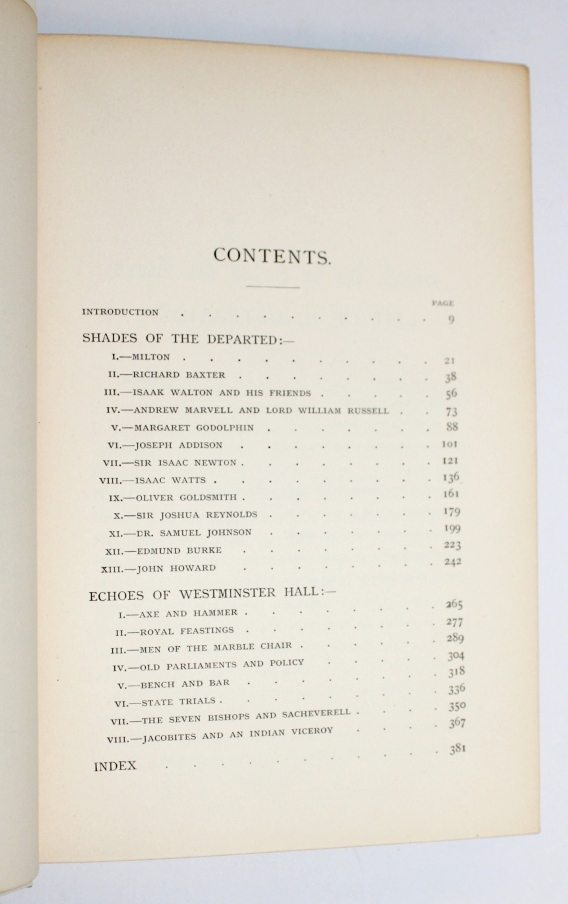 CONTENTS.
PAGE
INTRODUCTION . . . . . . . . . . 9
SHADES OF THE DEPARTED:—
I.—MILTON . . . . . . . . . . 21
II.—RICHARD BAXTER . . . . . . . . 38
III.—ISAAK WALTON AND HIS FRIENDS . . . . . 56
IV.—ANDREW MARVELL AND LORD WILLIAM RUSSELL . . 73
V.—MARGARET GODOLPHIN . . . . . . . 88
VI.—JOSEPH ADDISON . . . . . . . . 101
VII.—SIR ISAAC NEWTON . . . . . . . . 121
VIII.—ISAAC WATTS . . . . . . . . . 136
IX.—OLIVER GOLDSMITH . . . . . . . . 161
X.—SIR JOSHUA REYNOLDS . . . . . . . 179
XI.—DR. SAMUEL JOHNSON . . . . . . . 199
XII.—EDMUND BURKE . . . . . . . . 223
XIII.—JOHN HOWARD . . . . . . . . 242
ECHOES OF WESTMINSTER HALL:—
I.—AXE AND HAMMER . . . . . . . . 265
II.—ROYAL FEASTINGS . . . . . . . . 277
III.—MEN OF THE MARBLE CHAIR . . . . . . 289
IV.—OLD PARLIAMENTS AND POLICY . . . . . 304
V.—BENCH AND BAR . . . . . . . . 318
VI.—STATE TRIALS . . . . . . . . . 336
VII.—THE SEVEN BISHOPS AND SACHEVERELL . . . . 350
VIII.—JACOBITES AND AN INDIAN VICEROY . . . . 367
INDEX . . . . . . . . . . 381